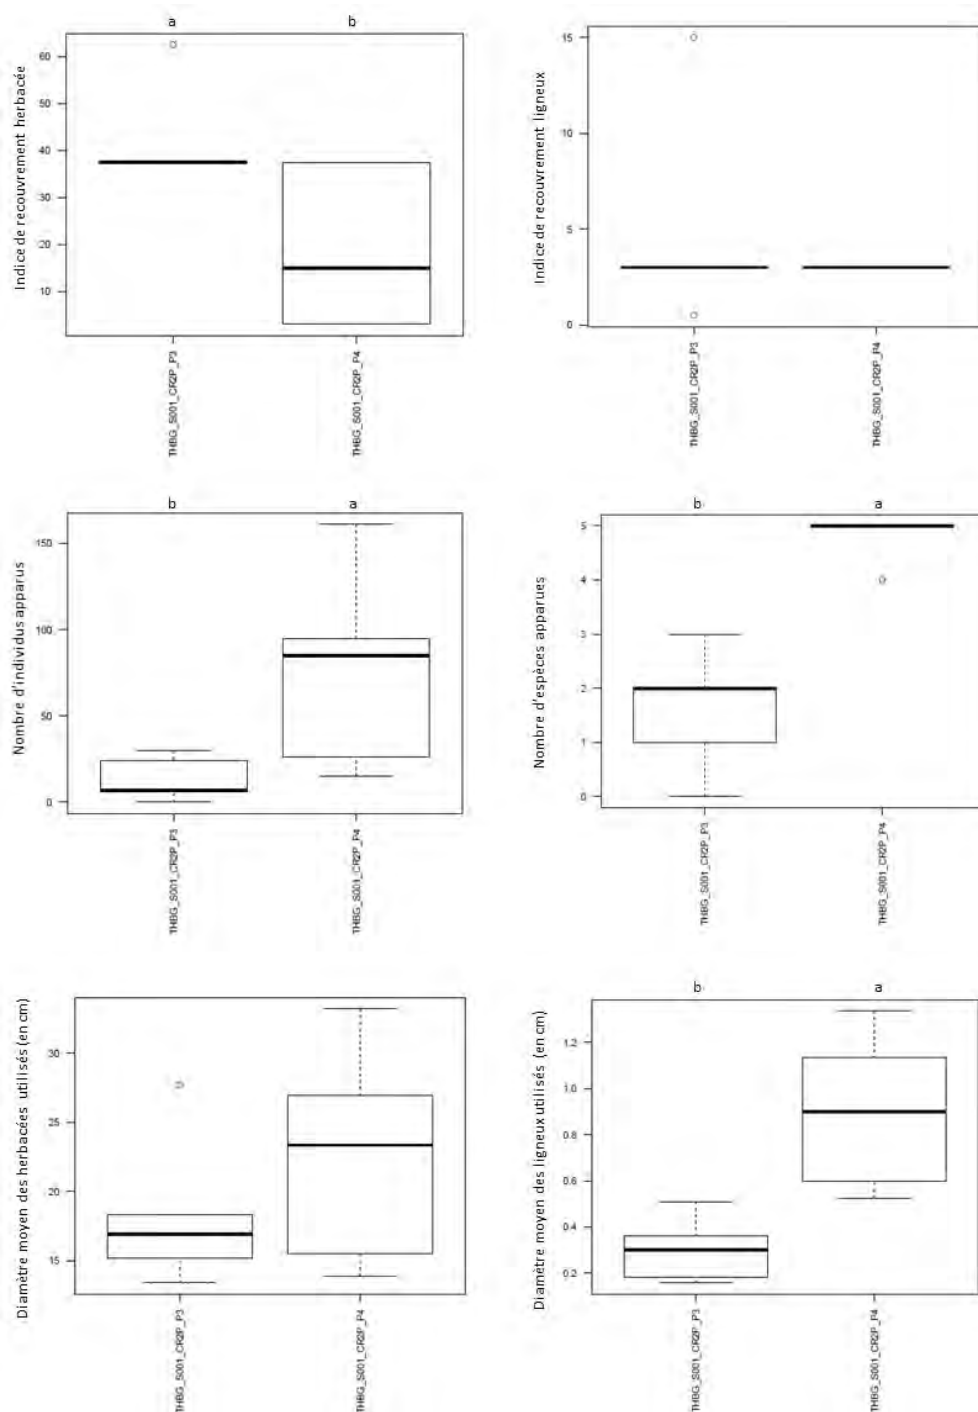 a b
Indice de recouvrement herbacée
60
50
40
30
20
10
THBG_S001_CR2P_P3
THBG_S001_CR2P_P4
Indice de recouvrement ligneux
15
10
5
0
THBG_S001_CR2P_P3
THBG_S001_CR2P_P4
b a
Nombre d'individus apparus
150
100
50
0
THBG_S001_CR2P_P3
THBG_S001_CR2P_P4
b a
Nombre d'espèces apparues
5
4
3
2
1
0
THBG_S001_CR2P_P3
THBG_S001_CR2P_P4
Diamètre moyen des herbacées utilisés (en cm)
30
25
20
15
THBG_S001_CR2P_P3
THBG_S001_CR2P_P4
b a
Diamètre moyen des ligneux utilisés (en cm)
1.2
1.0
0.8
0.6
0.4
0.2
THBG_S001_CR2P_P3
THBG_S001_CR2P_P4